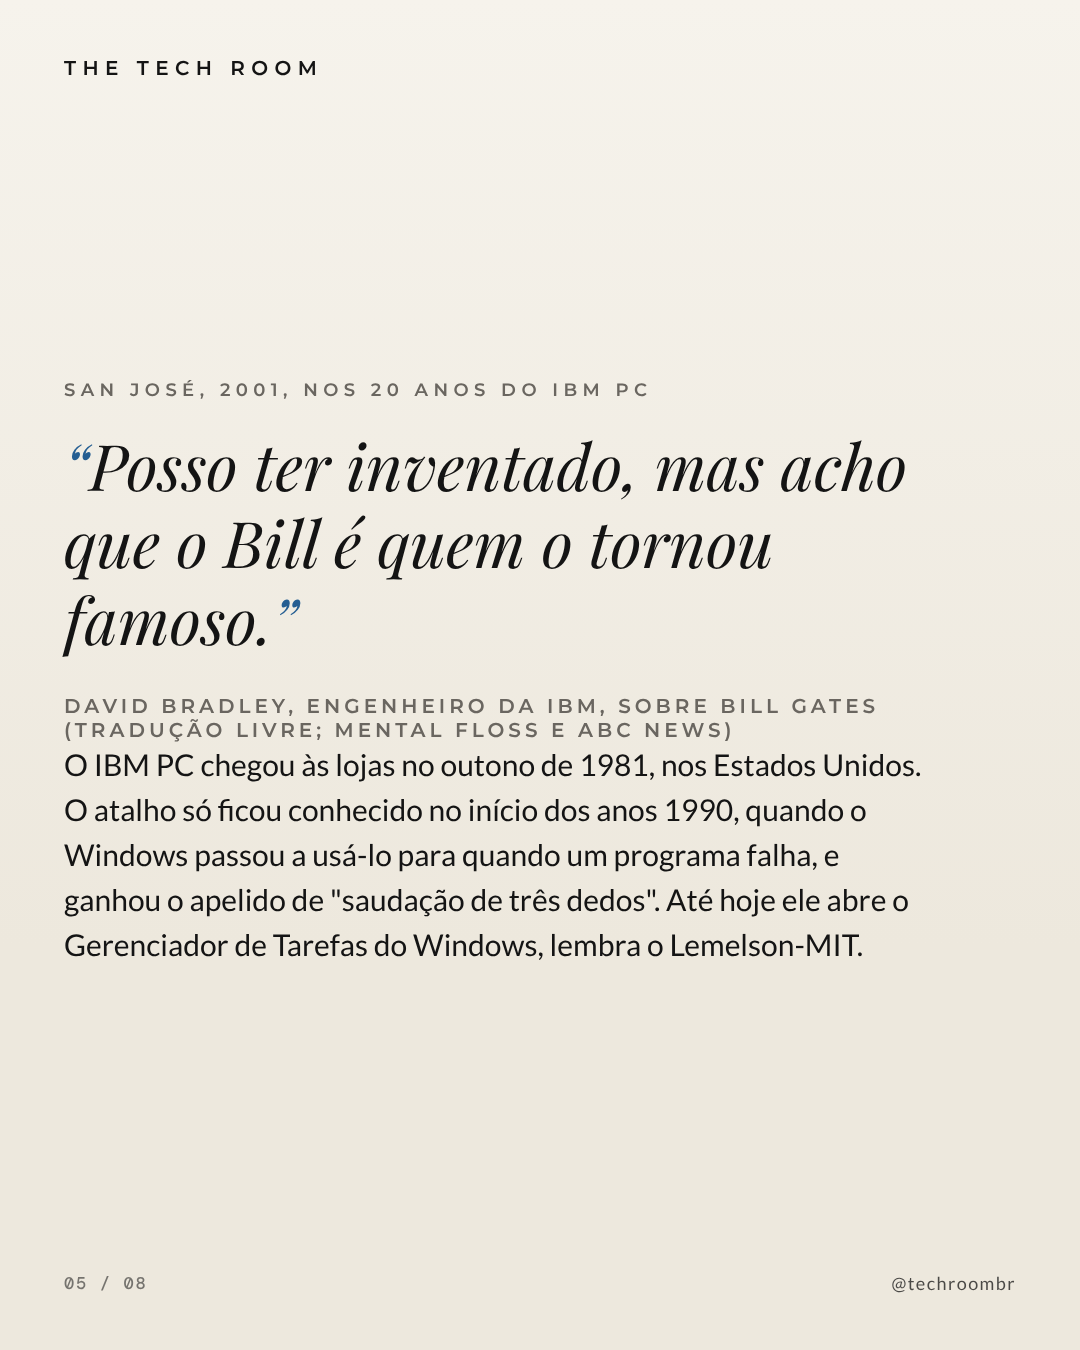 THE TECH ROOM
SAN JOSÉ, 2001, NOS 20 ANOS DO IBM PC
“Posso ter inventado, mas acho
que o Bill é quem o tornou
famoso.”
DAVID BRADLEY, ENGENHEIRO DA IBM, SOBRE BILL GATES
(TRADUÇÃO LIVRE; MENTAL FLOSS E ABC NEWS)
O IBM PC chegou às lojas no outono de 1981, nos Estados Unidos.
O atalho só ficou conhecido no início dos anos 1990, quando o
Windows passou a usá-lo para quando um programa falha, e
ganhou o apelido de "saudação de três dedos". Até hoje ele abre o
Gerenciador de Tarefas do Windows, lembra o Lemelson-MIT.
05 / 08
@techroombr